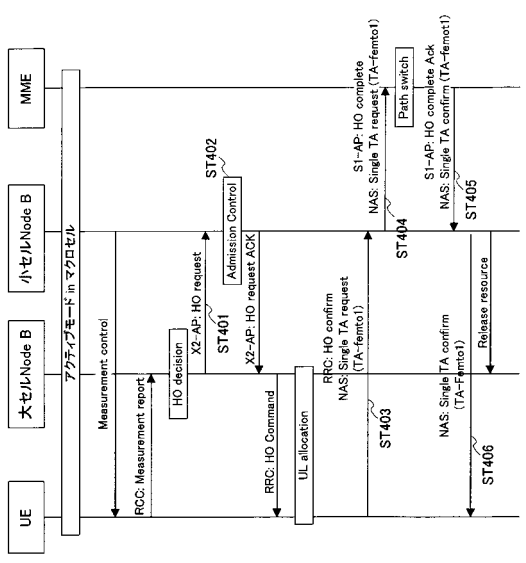 UE
大セルNode B
小セルNode B
MME
アクティブモード in マクロセル
Measurement control
RCC: Measurement report
HO decision
X2-AP: HO request
ST401
Admission Control
ST402
X2-AP: HO request ACK
RRC: HO Command
UL allocation
RRC: HO confirm
NAS: Single TA request
(TA-femto1)
ST403
S1-AP: HO complete
NAS: Single TA request (TA-femto1)
ST404
Path switch
S1-AP: HO complete Ack
NAS: Single TA confirm (TA-femot1)
ST405
NAS: Single TA confirm
(TA-Femto1)
ST406
Release resource